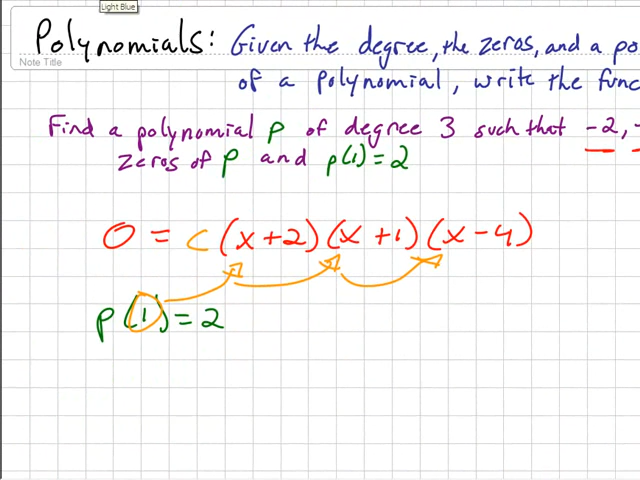 Light Blue
Polynomials: Given the degree, the zeros, and a po
Note Title
of a polynomial, write the func
Find a polynomial p of degree 3 such that -2, -
zeros of p and p(1) = 2
0 = c (x + 2) (x + 1) (x - 4)
p (1) = 2